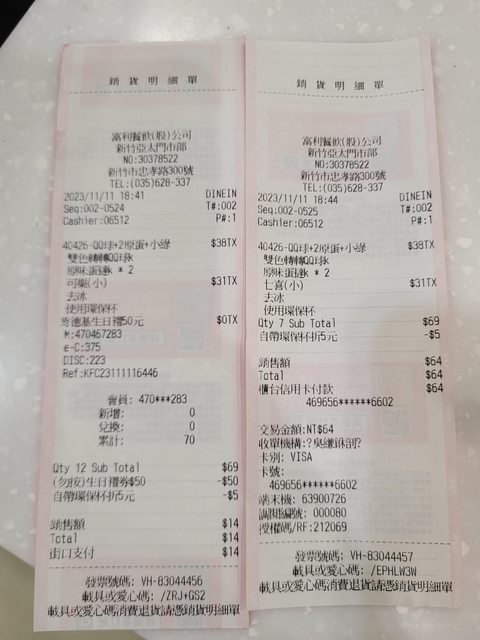 銷 貨 明 細 單
富利餐飲(股)公司
新竹亞太門市部
NO:30378522
新竹市忠孝路300號
TEL:(035)628-337
2023/11/11 18:41 DINEIN
Seq:002-0524 T#:002
Cashier:06512 P#:1
40426-QQ球+2原蛋+小綠 $38TX
雙色轉轉QQ球k
原味蛋撻k * 2
可樂(小) $31TX
去冰
使用環保杯
肯德基生日禮50元 $0TX
M:470467283
e-C:375
DISC:223
Ref:KFC23111116446
會員: 470***283
新增: 0
兌換: 0
累計: 70
Qty 12 Sub Total $69
(勿按)生日禮券$50 -$50
自帶環保杯折5元 -$5
銷售額 $14
Total $14
街口支付 $14
發票號碼: VH-83044456
載具或愛心碼: /ZRJ+GS2
載具或愛心碼消費退貨請憑銷貨明細單
銷 貨 明 細 單
富利餐飲(股)公司
新竹亞太門市部
NO:30378522
新竹市忠孝路300號
TEL:(035)628-337
2023/11/11 18:44 DINEIN
Seq:002-0525 T#:002
Cashier:06512 P#:1
40426-QQ球+2原蛋+小綠 $38TX
雙色轉轉QQ球k
原味蛋撻k * 2
七喜(小) $31TX
去冰
使用環保杯
Qty 7 Sub Total $69
自帶環保杯折5元 -$5
銷售額 $64
Total $64
櫃台信用卡付款 $64
469656******6602
交易金額:NT$64
收單機構:?
卡別: VISA
卡號:
469656******6602
端末機: 63900726
調閱編號: 000080
授權碼/RF:212069
發票號碼: VH-83044457
載具或愛心碼: /EPHLW3W
載具或愛心碼消費退貨請憑銷貨明細單